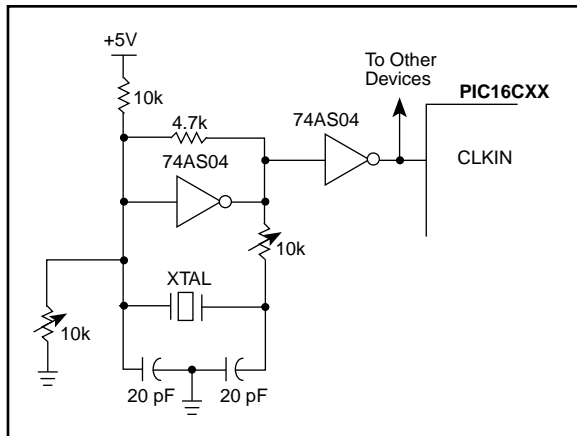 +5V
To Other
Devices
PIC16CXX
10k
4.7k
74AS04
74AS04
CLKIN
10k
XTAL
10k
20 pF
20 pF